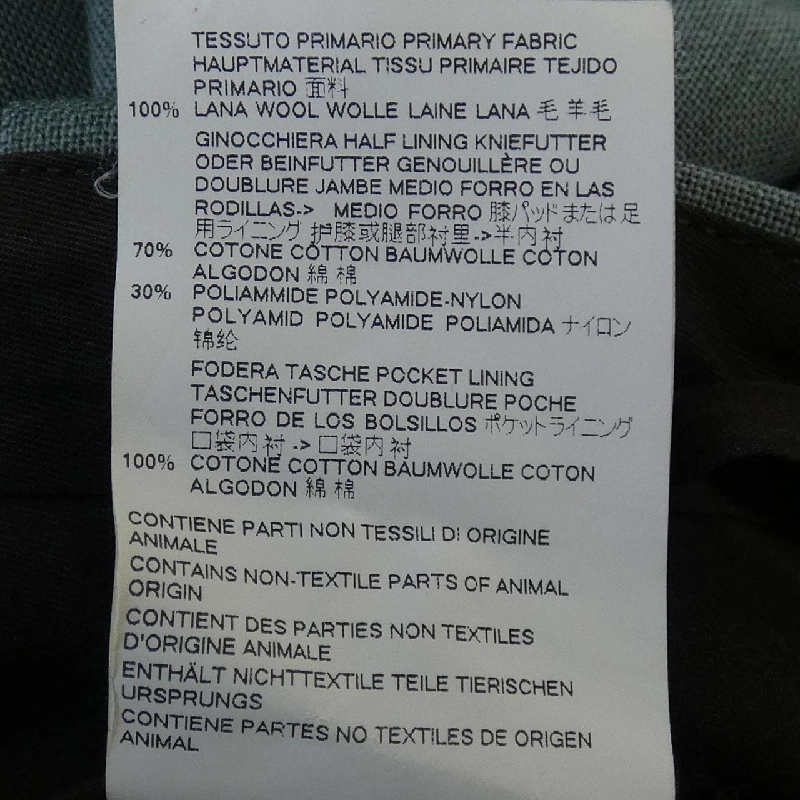 TESSUTO PRIMARIO PRIMARY FABRIC
HAUPTMATERIAL TISSU PRIMAIRE TEJIDO
PRIMARIO 面料
100% LANA WOOL WOLLE LAINE LANA 毛 羊毛
GINOCCHIERA HALF LINING KNIEFUTTER
ODER BEINFUTTER GENOUILLÈRE OU
DOUBLURE JAMBE MEDIO FORRO EN LAS
RODILLAS-> MEDIO FORRO 膝パッドまたは足
用ライニング 护膝或腿部衬里->半内衬
70% COTONE COTTON BAUMWOLLE COTON
ALGODON 綿 棉
30% POLIAMMIDE POLYAMIDE-NYLON
POLYAMID POLYAMIDE POLIAMIDA ナイロン
锦纶
FODERA TASCHE POCKET LINING
TASCHENFUTTER DOUBLURE POCHE
FORRO DE LOS BOLSILLOS ポケットライニング
口袋内衬 -> 口袋内衬
100% COTONE COTTON BAUMWOLLE COTON
ALGODON 綿 棉
CONTIENE PARTI NON TESSILI DI ORIGINE
ANIMALE
CONTAINS NON-TEXTILE PARTS OF ANIMAL
ORIGIN
CONTIENT DES PARTIES NON TEXTILES
D'ORIGINE ANIMALE
ENTHÄLT NICHTTEXTILE TEILE TIERISCHEN
URSPRUNGS
CONTIENE PARTES NO TEXTILES DE ORIGEN
ANIMAL